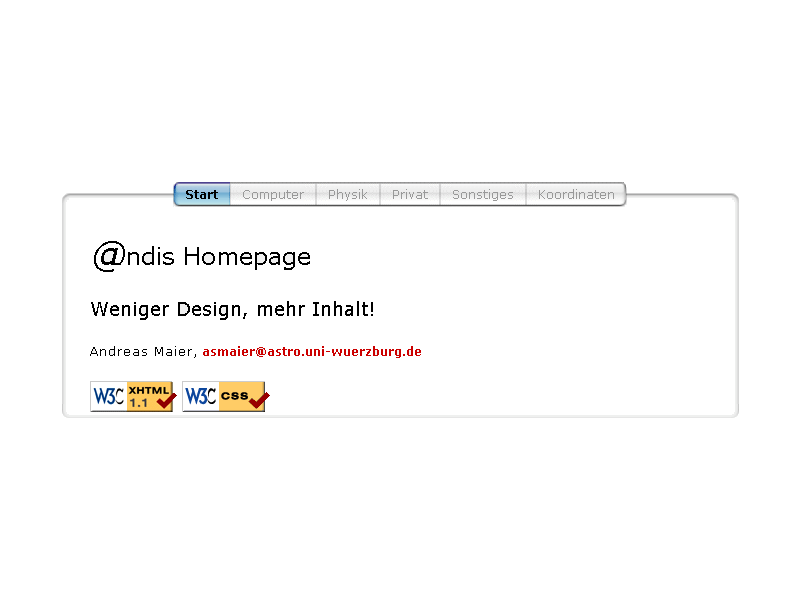 Start Computer Physik Privat Sonstiges Koordinaten
@ndis Homepage
Weniger Design, mehr Inhalt!
Andreas Maier, asmaier@astro.uni-wuerzburg.de
W3C XHTML 1.1 W3C CSS